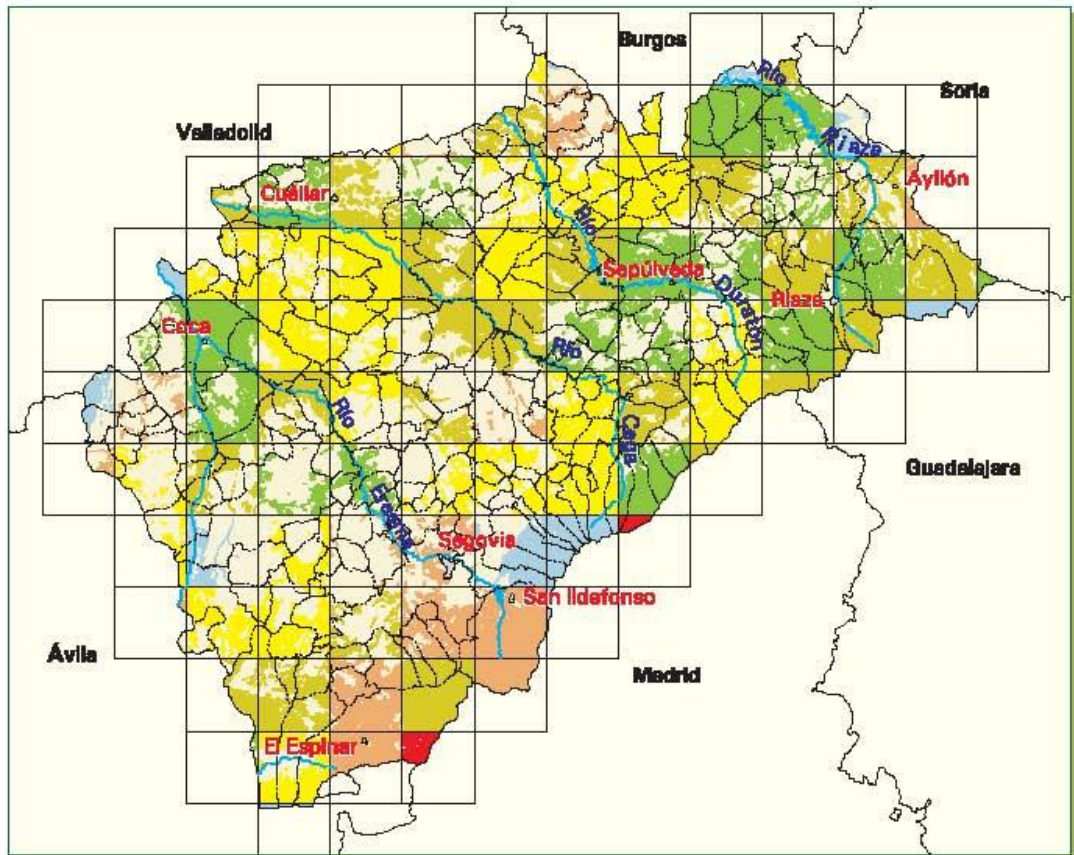 Burgos
Río
Soria
Valladolid
Riaza
Ayllón
Cuéllar
Río
Sepúlveda
Duratón
Riaza
Coca
Río
Río
Cega
Guadalajara
Eresma
Segovia
San Ildefonso
Ávila
Madrid
El Espinar